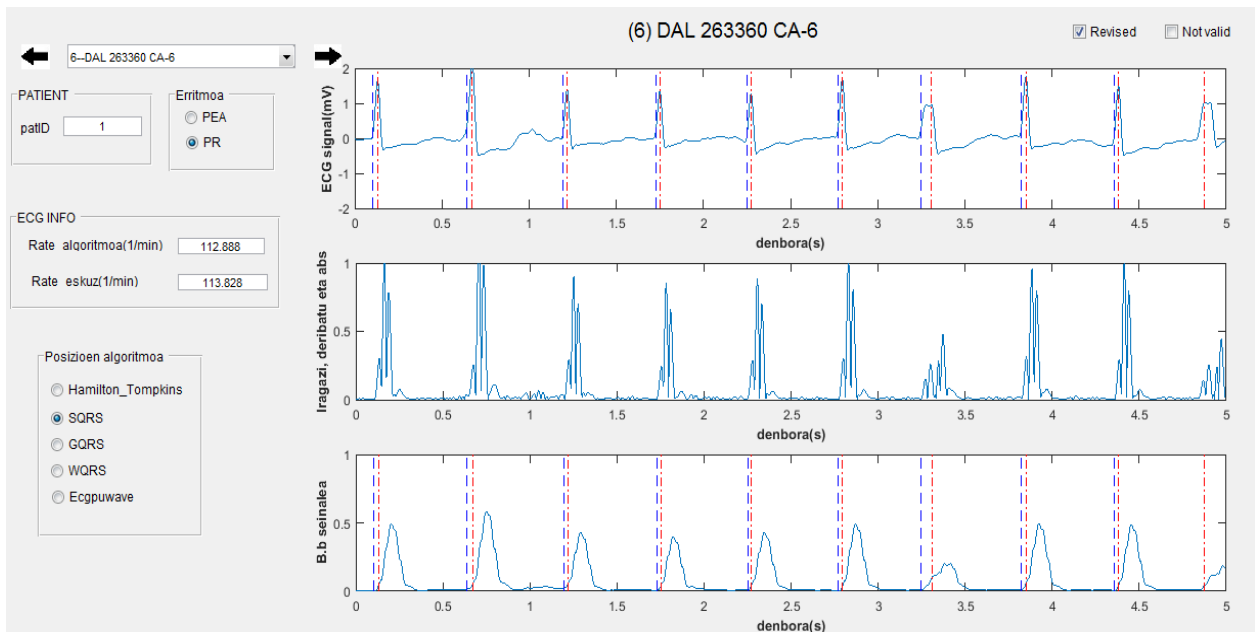 (6) DAL 263360 CA-6
Revised
Not valid
6--DAL 263360 CA-6
PATIENT
patID
1
Erritmoa
PEA
PR
ECG INFO
Rate algoritmoa(1/min)
112.888
Rate eskuz(1/min)
113.828
Posizioen algoritmoa
Hamilton_Tompkins
SQRS
GQRS
WQRS
Ecgpuwave
ECG signal(mV)
2
1
0
-1
-2
0 0.5 1 1.5 2 2.5 3 3.5 4 4.5 5
denbora(s)
Iragazi, deribatu eta abs
1
0.5
0
0 0.5 1 1.5 2 2.5 3 3.5 4 4.5 5
denbora(s)
B.b seinalea
1
0.5
0
0 0.5 1 1.5 2 2.5 3 3.5 4 4.5 5
denbora(s)